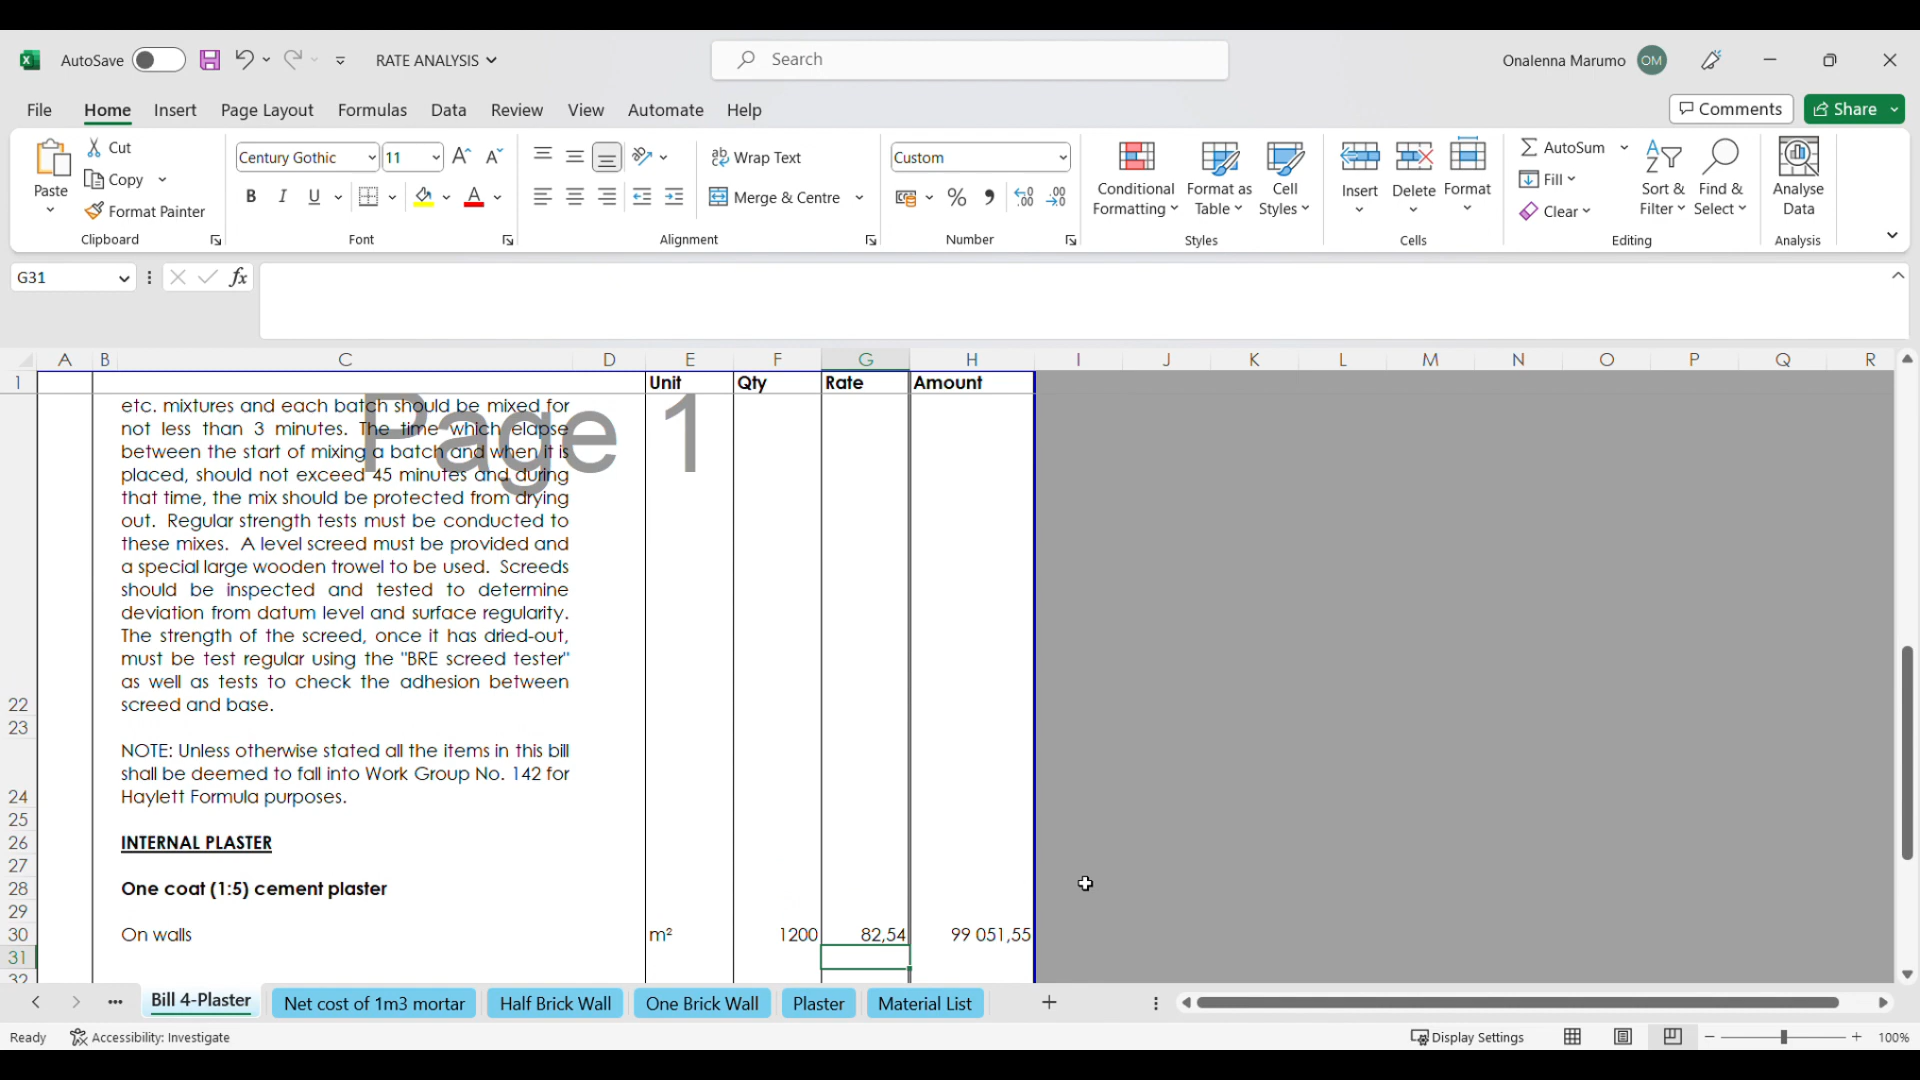 AutoSave RATE ANALYSIS Search Onalenna Marumo OM
File Home Insert Page Layout Formulas Data Review View Automate Help Comments Share
Paste Cut Copy Format Painter Clipboard
Century Gothic 11 B I U A Font
Wrap Text Merge & Centre Alignment
Custom % Number
Conditional Formatting Format as Table Cell Styles Styles
Insert Delete Format Cells
AutoSum Fill Clear Sort & Filter Find & Select Editing
Analyse Data Analysis
G31 fx
A B C D E F G H I J K L M N O P Q R
1 Unit Qty Rate Amount
Page 1
etc. mixtures and each batch should be mixed for
not less than 3 minutes. The time which elapse
between the start of mixing a batch and when it is
placed, should not exceed 45 minutes and during
that time, the mix should be protected from drying
out. Regular strength tests must be conducted to
these mixes. A level screed must be provided and
a special large wooden trowel to be used. Screeds
should be inspected and tested to determine
deviation from datum level and surface regularity.
The strength of the screed, once it has dried-out,
must be test regular using the "BRE screed tester"
as well as tests to check the adhesion between
22 screed and base.
23
NOTE: Unless otherwise stated all the items in this bill
shall be deemed to fall into Work Group No. 142 for
24 Haylett Formula purposes.
25
26 INTERNAL PLASTER
27
28 One coat (1:5) cement plaster
29
30 On walls m² 1200 82,54 99 051,55
31
32
Bill 4-Plaster Net cost of 1m3 mortar Half Brick Wall One Brick Wall Plaster Material List
Ready Accessibility: Investigate Display Settings 100%